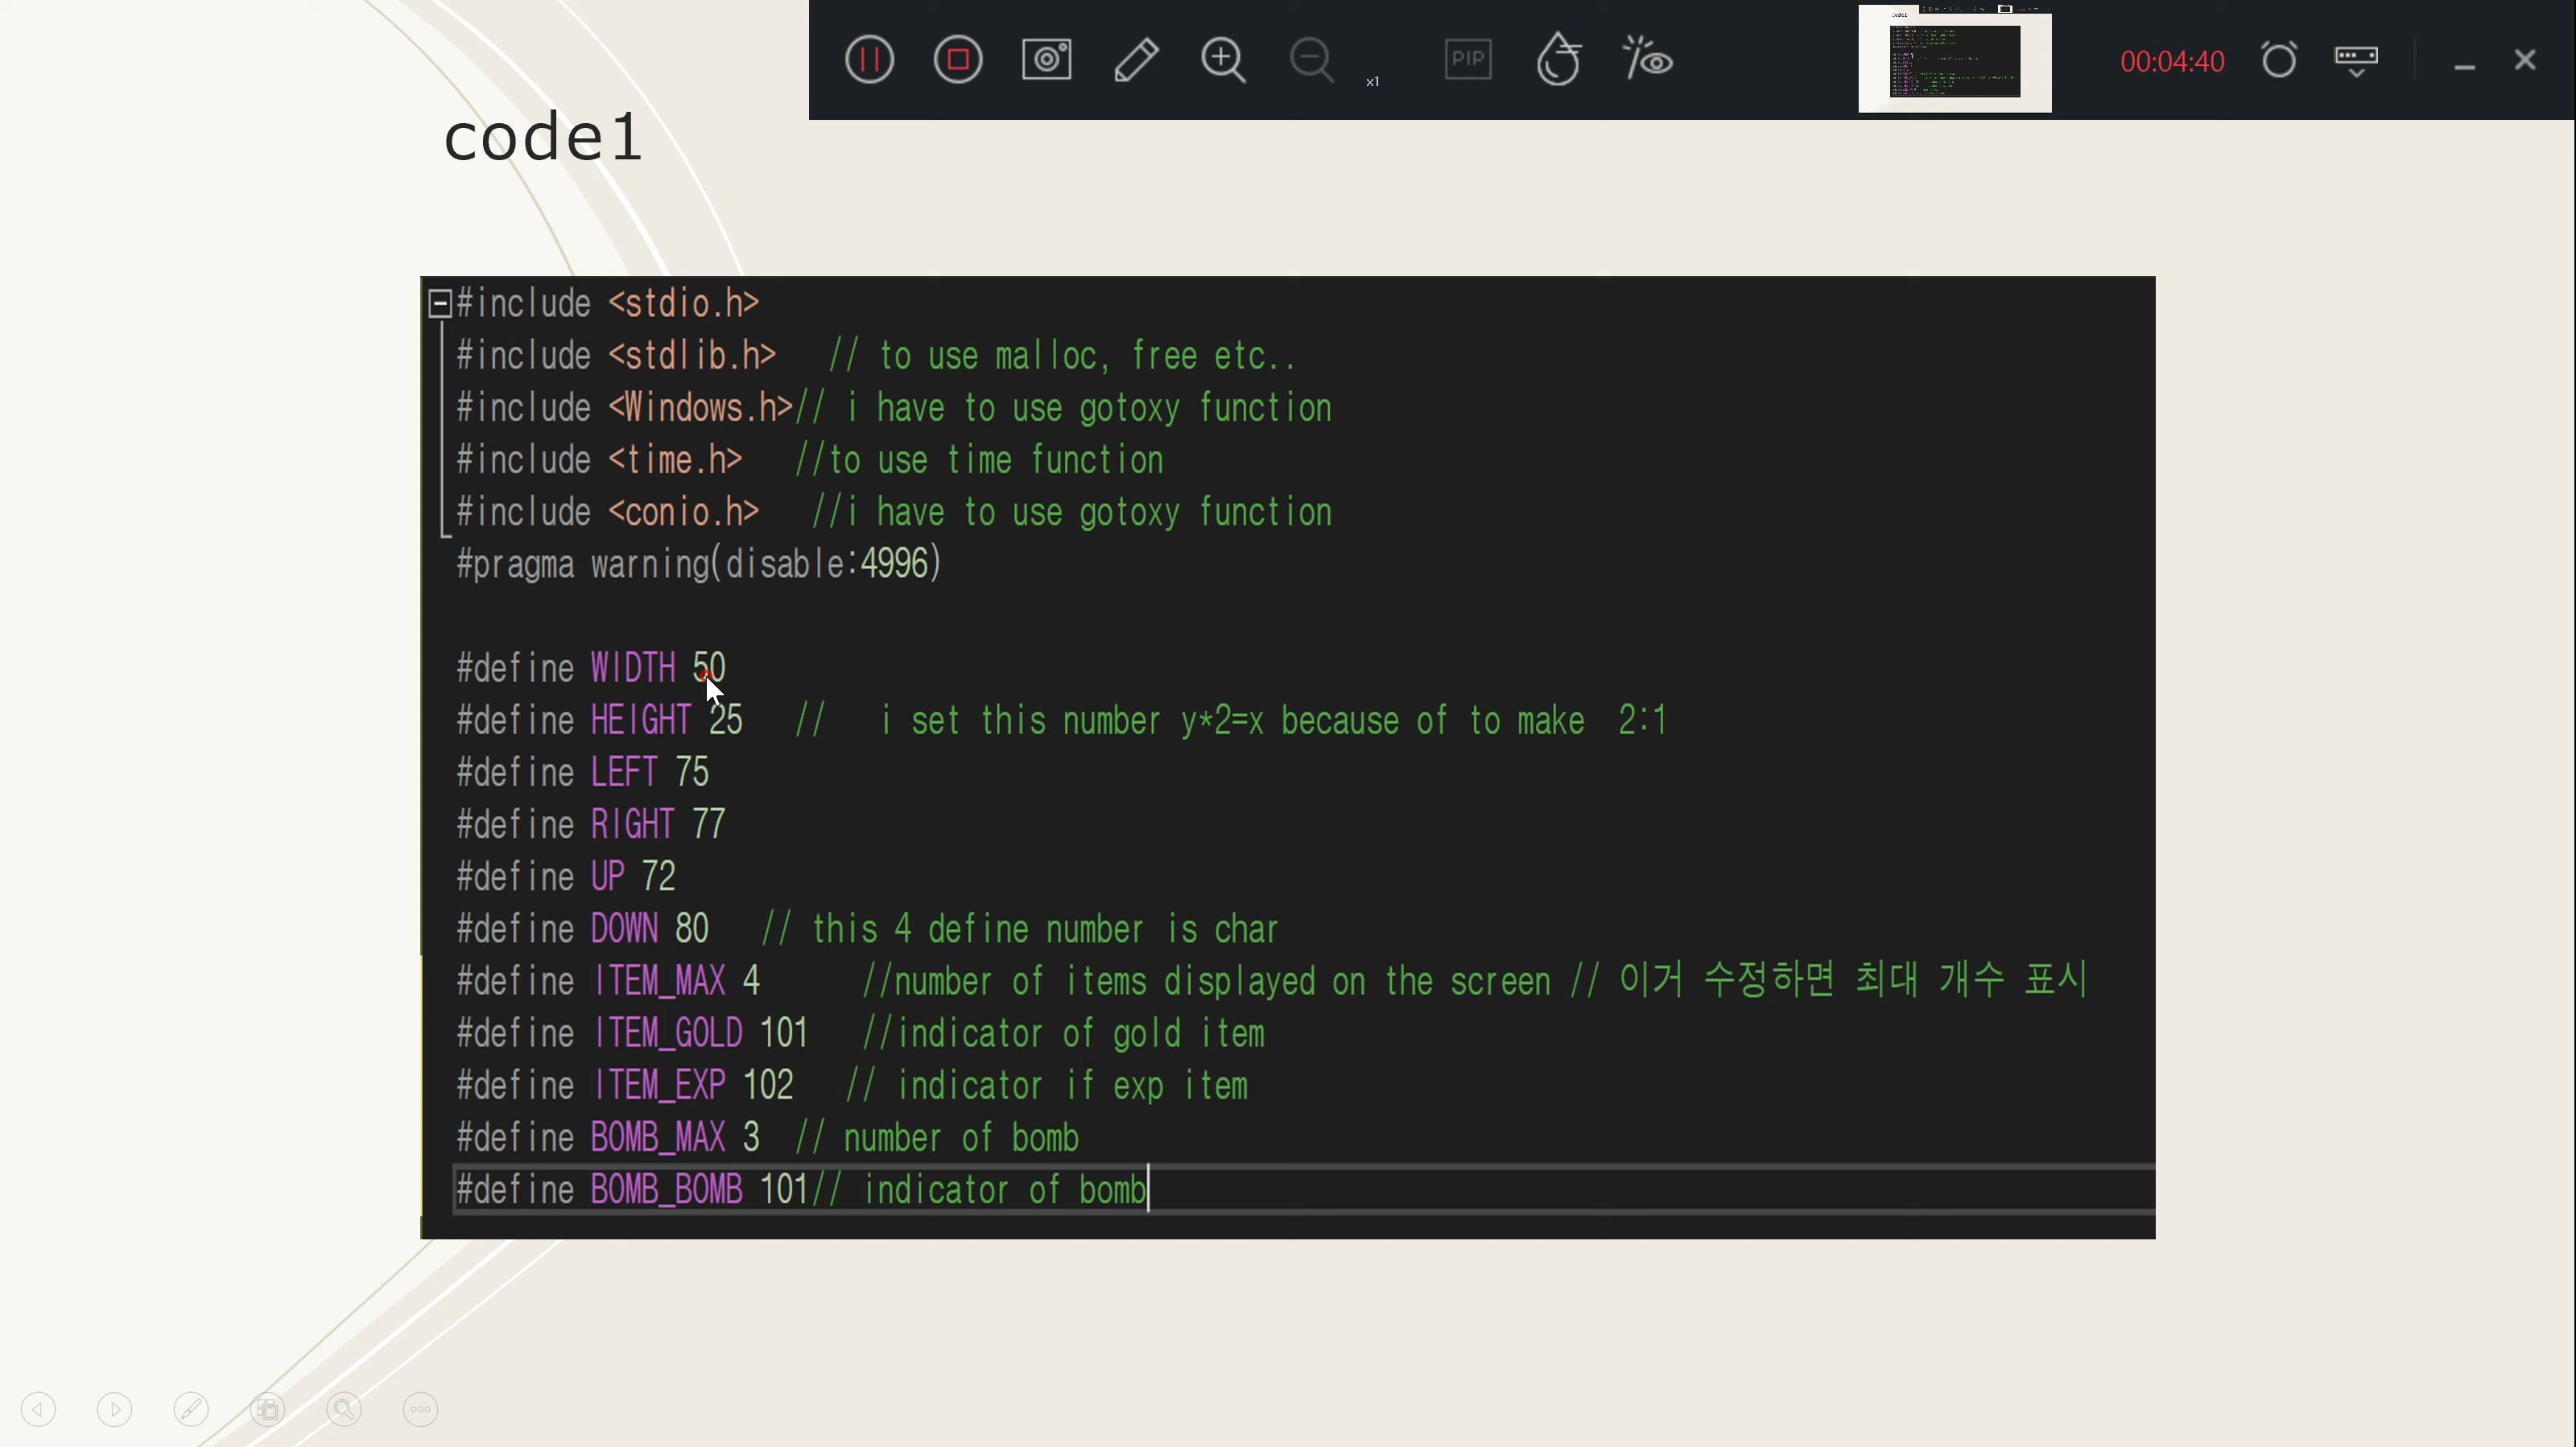 x1
PIP
00:04:40
code1
#include <stdio.h>
#include <stdlib.h> // to use malloc, free etc..
#include <Windows.h>// i have to use gotoxy function
#include <time.h> //to use time function
#include <conio.h> //i have to use gotoxy function
#pragma warning(disable:4996)
#define WIDTH 50
#define HEIGHT 25 // i set this number y*2=x because of to make 2:1
#define LEFT 75
#define RIGHT 77
#define UP 72
#define DOWN 80 // this 4 define number is char
#define ITEM_MAX 4 //number of items displayed on the screen // 이거 수정하면 최대 개수 표시
#define ITEM_GOLD 101 //indicator of gold item
#define ITEM_EXP 102 // indicator if exp item
#define BOMB_MAX 3 // number of bomb
#define BOMB_BOMB 101// indicator of bomb